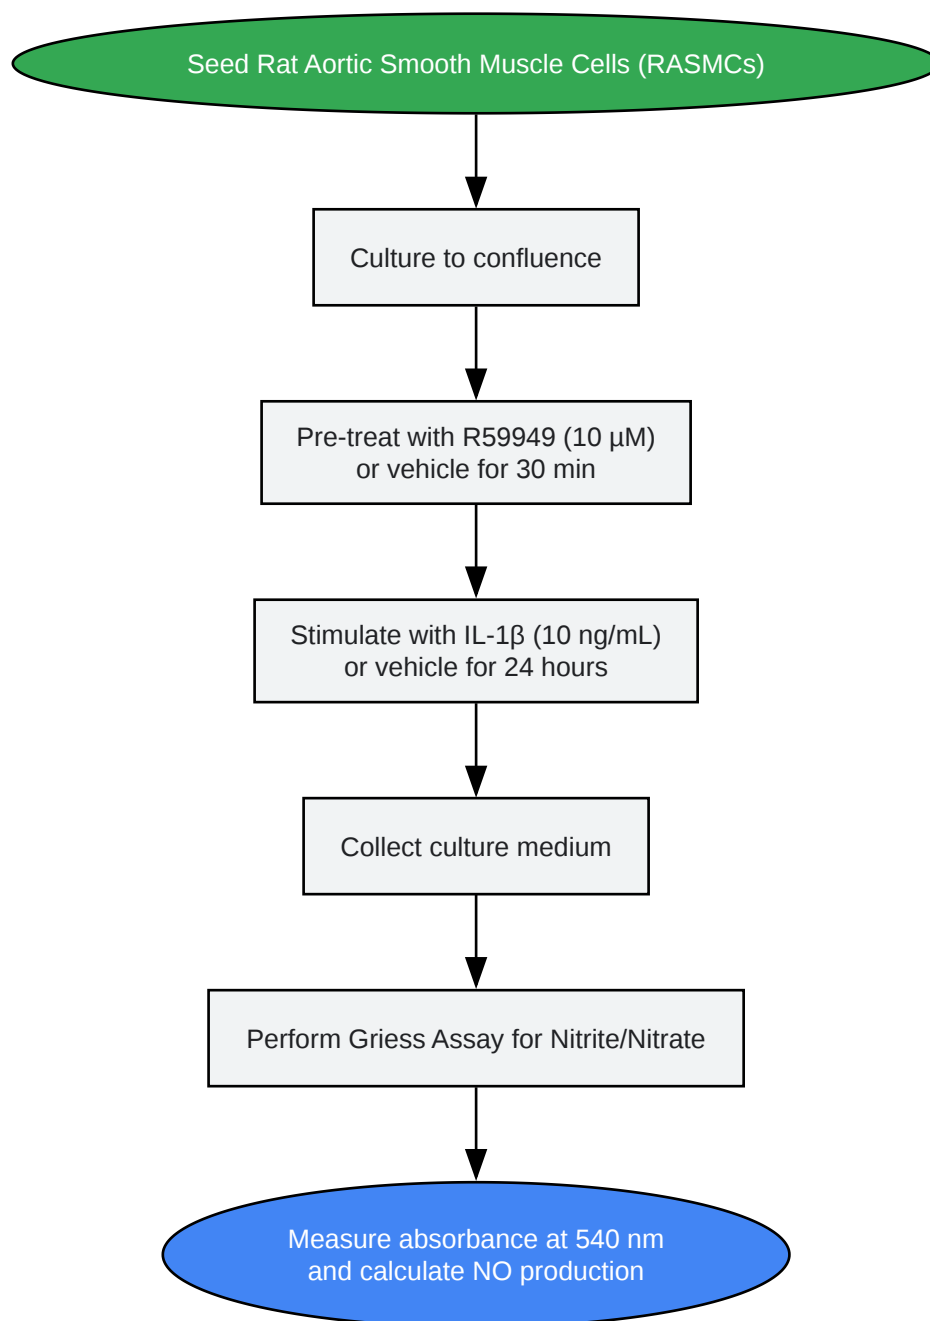 Seed Rat Aortic Smooth Muscle Cells (RASMCs)
Culture to confluence
Pre-treat with R59949 (10 µM)
or vehicle for 30 min
Stimulate with IL-1β (10 ng/mL)
or vehicle for 24 hours
Collect culture medium
Perform Griess Assay for Nitrite/Nitrate
Measure absorbance at 540 nm
and calculate NO production